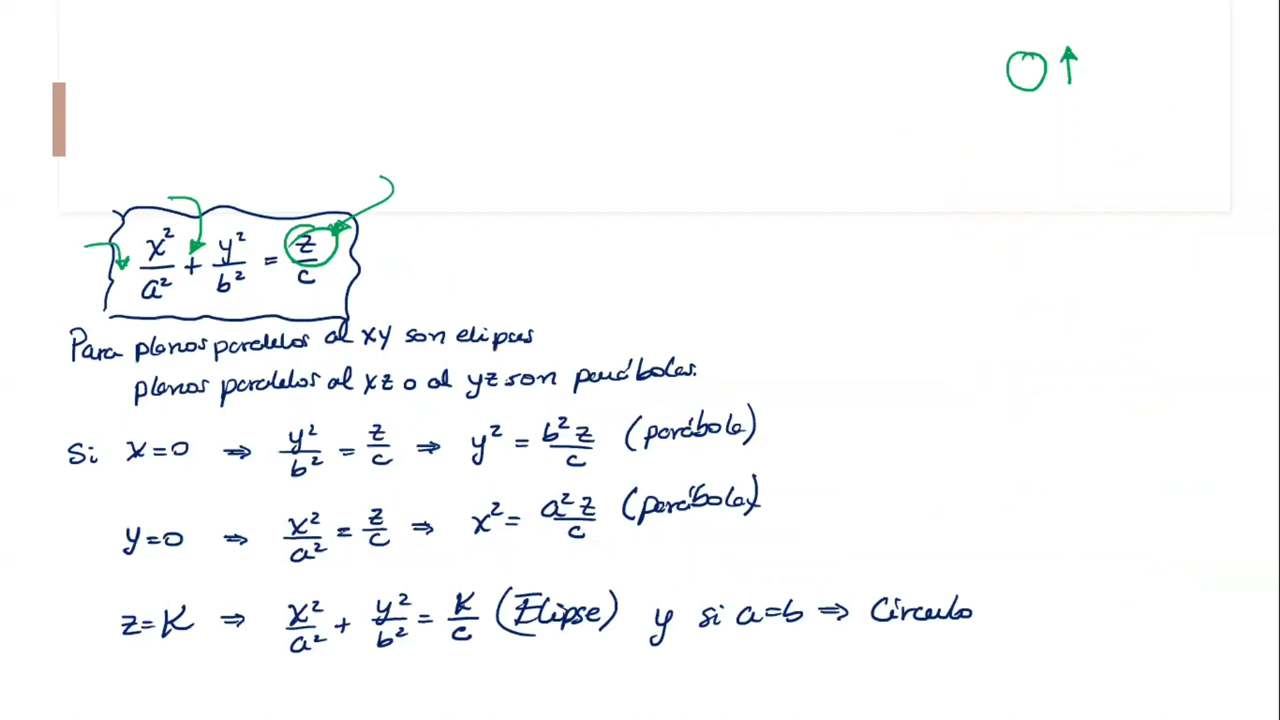 x²/a² + y²/b² = z/c
Para planos paralelos al xy son elipses
planos paralelos al xz o al yz son parábolas.
Si x=0 ⇒ y²/b² = z/c ⇒ y² = b²z/c (parábola)
y=0 ⇒ x²/a² = z/c ⇒ x² = a²z/c (parábola)
z=K ⇒ x²/a² + y²/b² = K/c (Elipse) y si a=b ⇒ Círculo